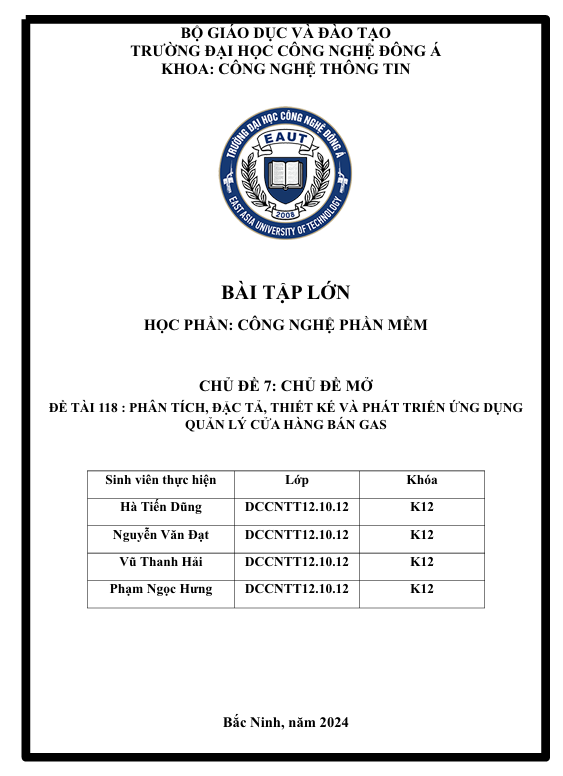 BỘ GIÁO DỤC VÀ ĐÀO TẠO
TRƯỜNG ĐẠI HỌC CÔNG NGHỆ ĐÔNG Á
KHOA: CÔNG NGHỆ THÔNG TIN
TRƯỜNG ĐẠI HỌC CÔNG NGHỆ ĐÔNG Á
EAUT
2008
EAST ASIA UNIVERSITY OF TECHNOLOGY
BÀI TẬP LỚN
HỌC PHẦN: CÔNG NGHỆ PHẦN MỀM
CHỦ ĐỀ 7: CHỦ ĐỀ MỞ
ĐỀ TÀI 118 : PHÂN TÍCH, ĐẶC TẢ, THIẾT KẾ VÀ PHÁT TRIỂN ỨNG DỤNG
QUẢN LÝ CỬA HÀNG BÁN GAS
Sinh viên thực hiện Lớp Khóa
Hà Tiến Dũng DCCNTT12.10.12 K12
Nguyễn Văn Đạt DCCNTT12.10.12 K12
Vũ Thanh Hải DCCNTT12.10.12 K12
Phạm Ngọc Hưng DCCNTT12.10.12 K12
Bắc Ninh, năm 2024